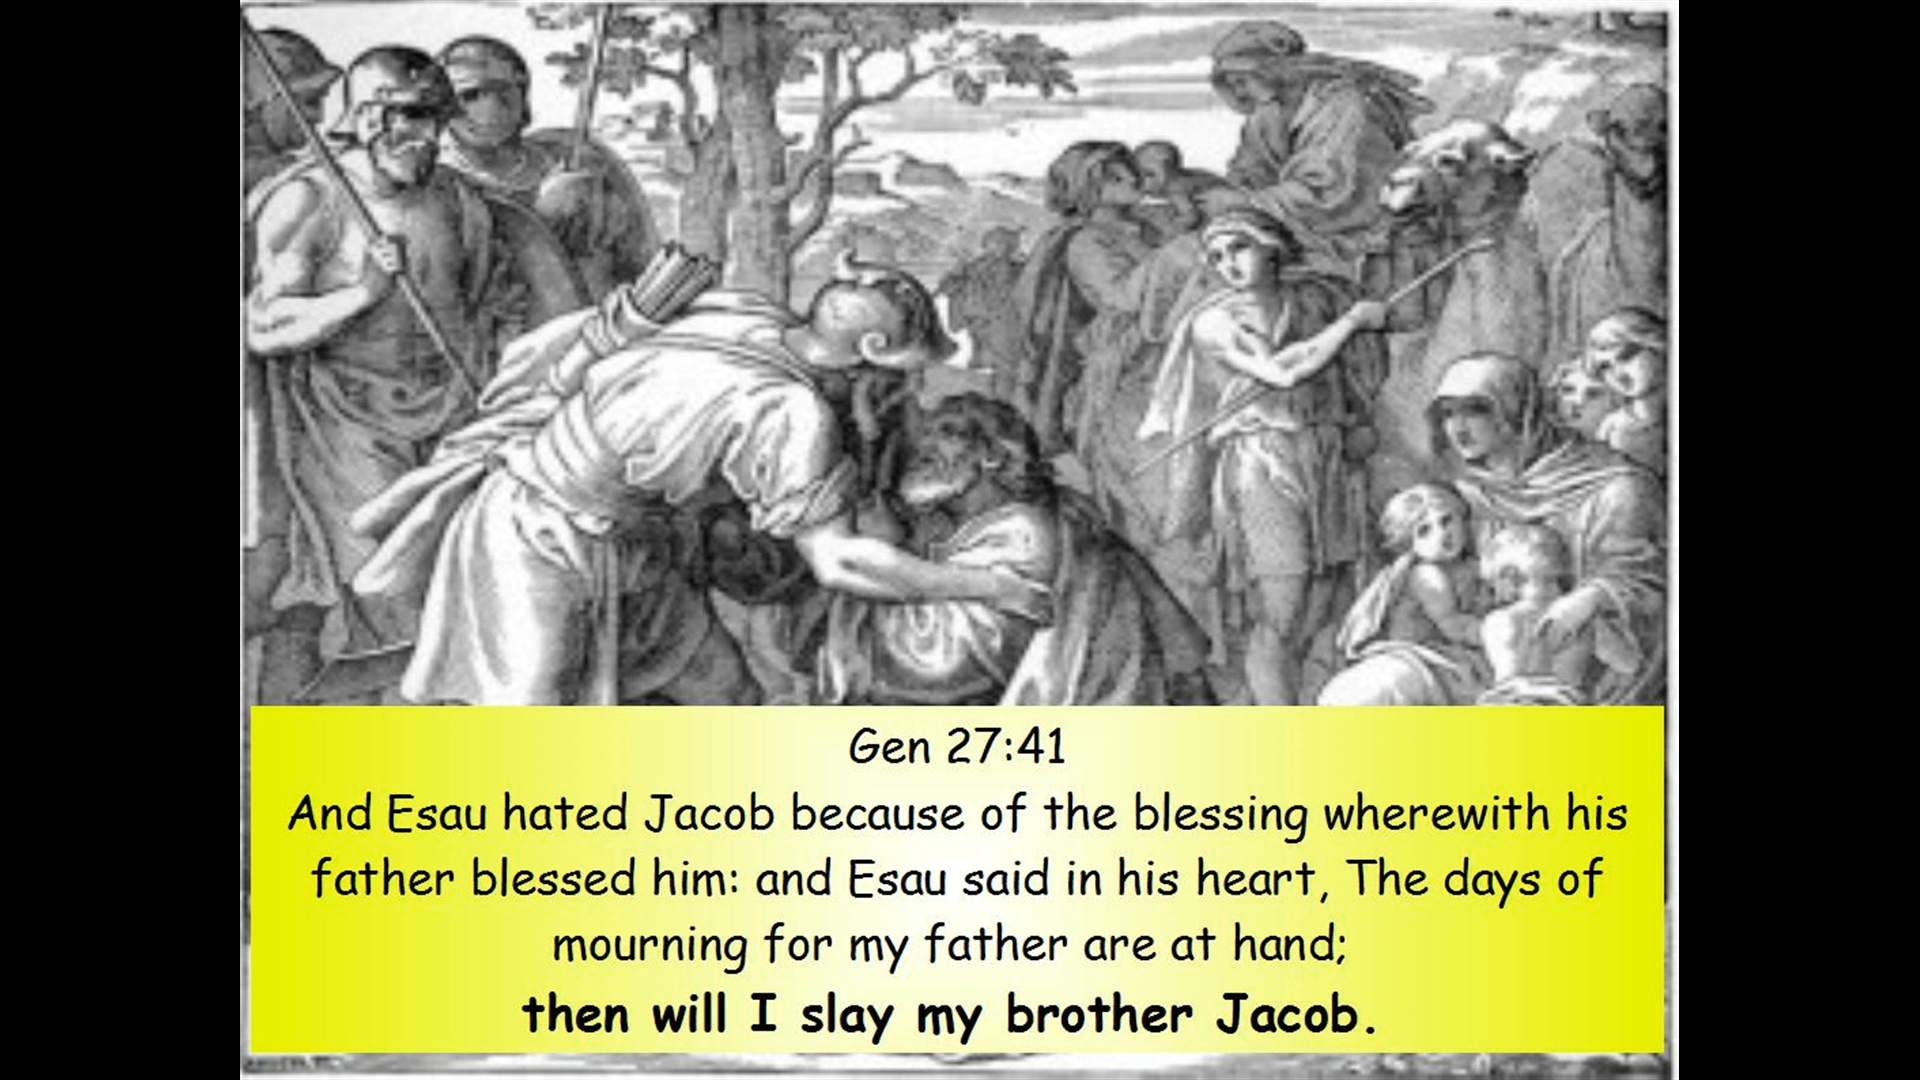 Gen 27:41
And Esau hated Jacob because of the blessing wherewith his
father blessed him: and Esau said in his heart, The days of
mourning for my father are at hand;
then will I slay my brother Jacob.